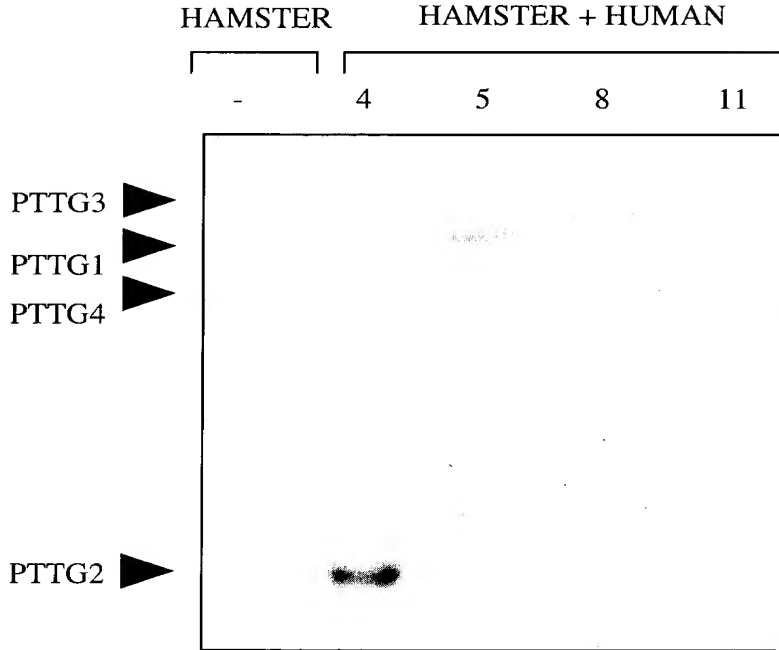 HAMSTER HAMSTER + HUMAN
- 4 5 8 11
PTTG3
PTTG1
PTTG4
PTTG2